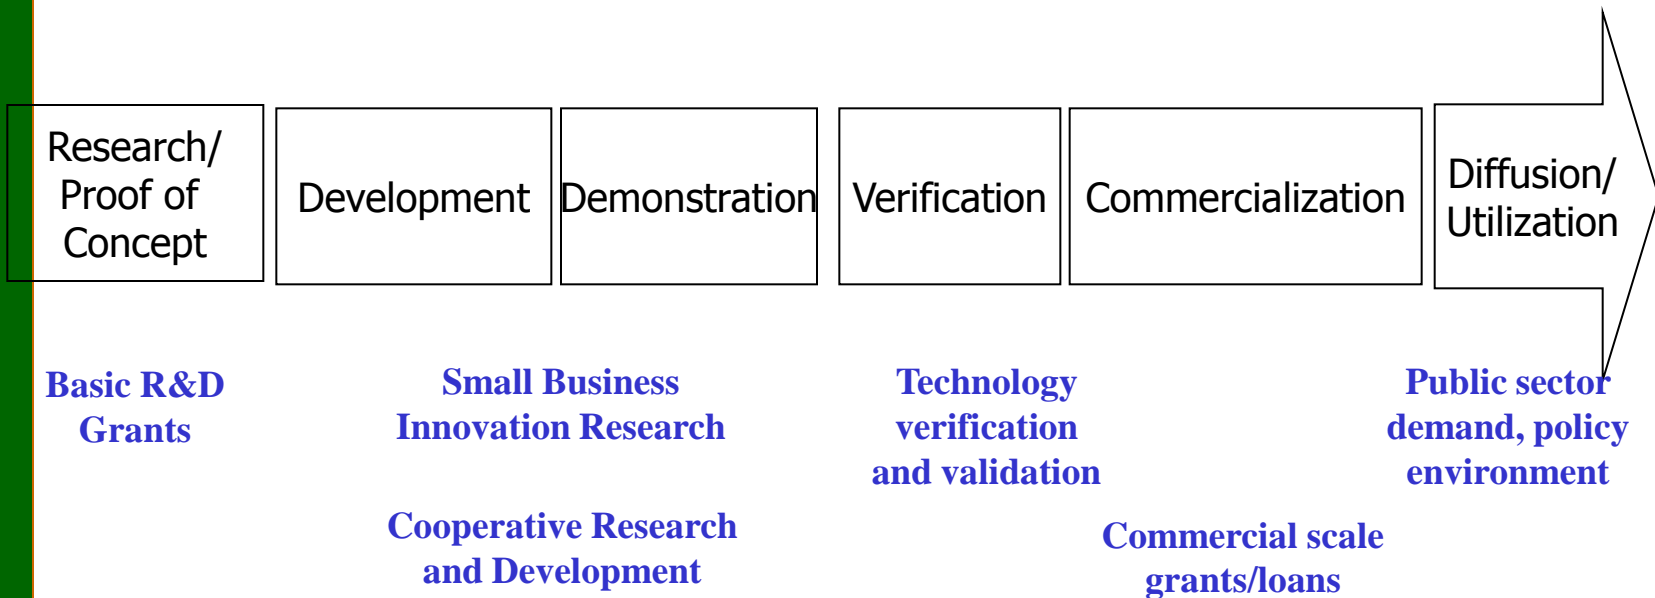 Research/
Proof of
Concept
Development
Demonstration
Verification
Commercialization
Diffusion/
Utilization
Basic R&D
Grants
Small Business
Innovation Research
Cooperative Research
and Development
Technology
verification
and validation
Commercial scale
grants/loans
Public sector
demand, policy
environment